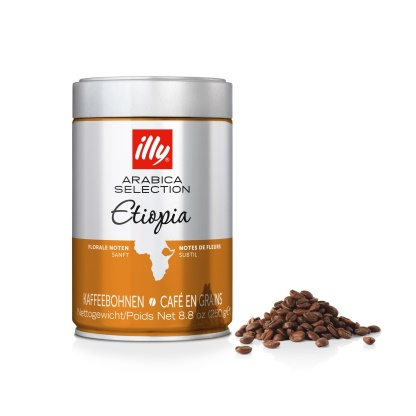 illy
ARABICA
SELECTION
Etiopia
FLORALE NOTEN NOTES DE FLEURS
SANFT SUBTIL
KAFFEEBOHNEN CAFÉ EN GRAINS
Nettogewicht/Poids Net 8.8 oz (250 g) e